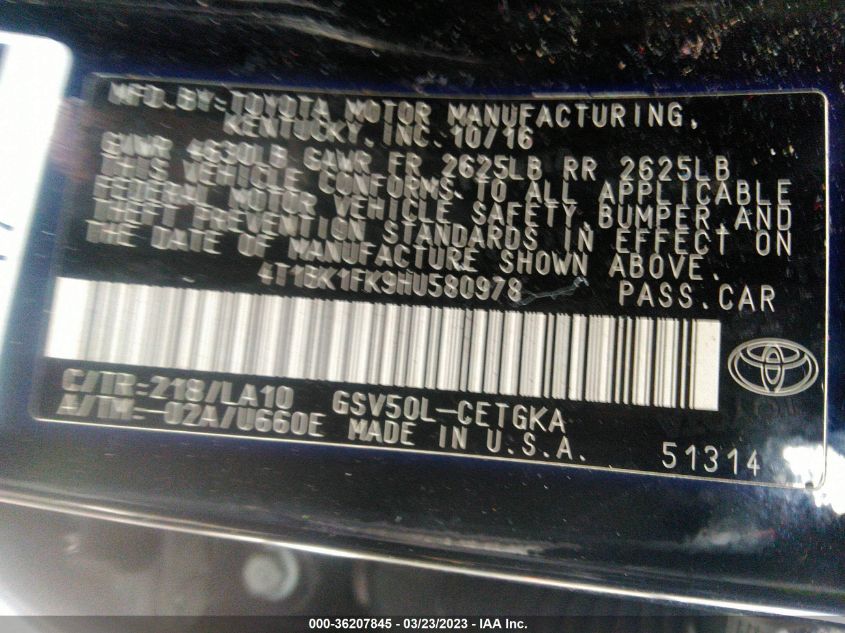 MFD. BY: TOYOTA MOTOR MANUFACTURING,
KENTUCKY, INC. 10/16
GVWR 4630LB GAWR FR 2625LB RR 2625LB
THIS VEHICLE CONFORMS TO ALL APPLICABLE
FEDERAL MOTOR VEHICLE SAFETY, BUMPER, AND
THEFT PREVENTION STANDARDS IN EFFECT ON
THE DATE OF MANUFACTURE SHOWN ABOVE.
4T1BK1FK9HU580978 PASS. CAR
C/TR: 218/LA10 GSV50L-CETGKA
A/TM: -02A/U660E MADE IN U.S.A.
51314
000-36207845 / 03/23/2023 - IAA Inc.